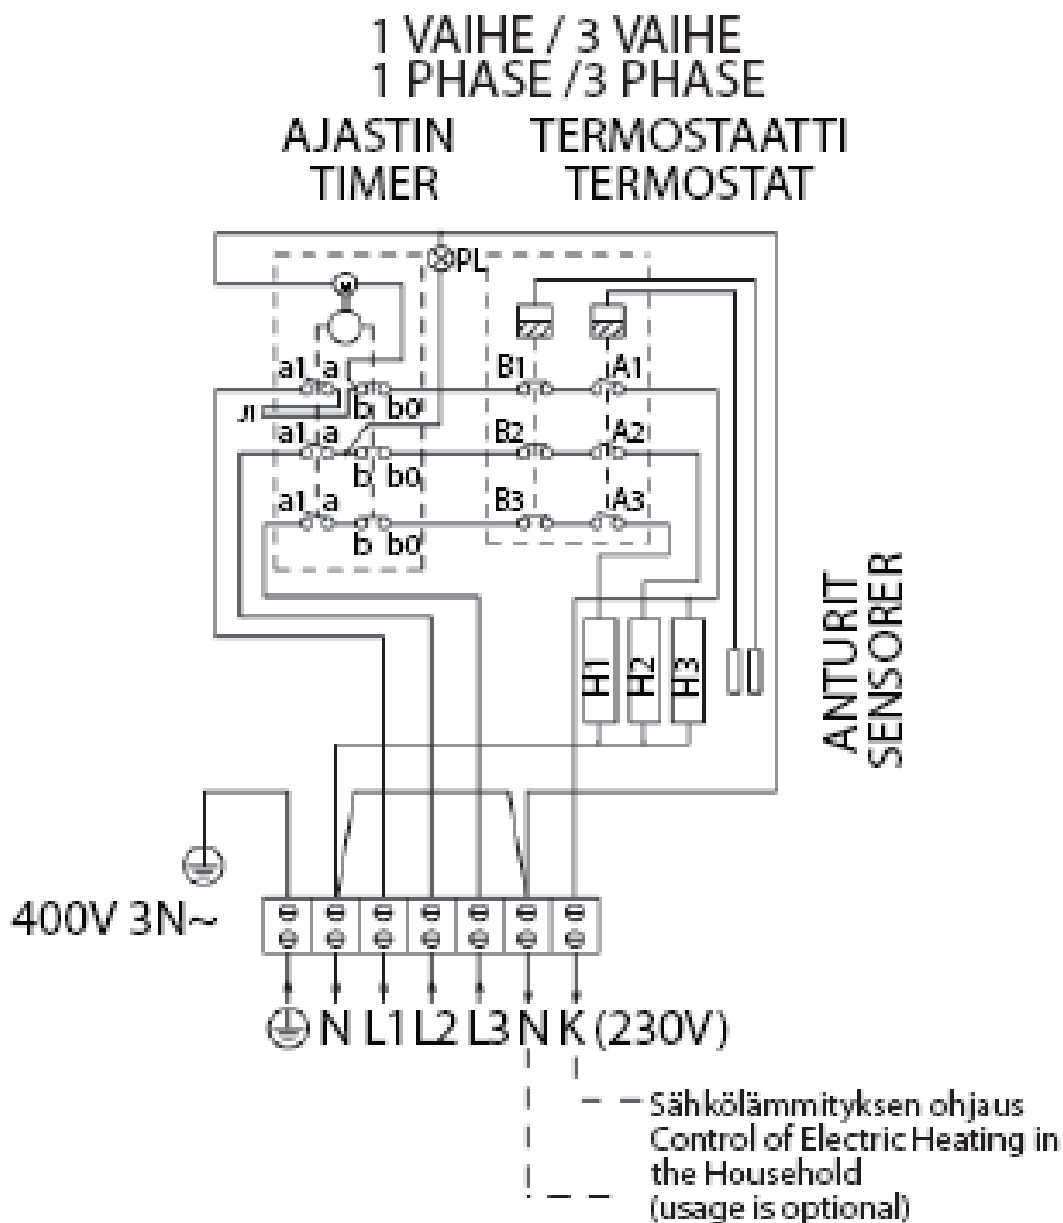 1 VAIHE / 3 VAIHE
1 PHASE /3 PHASE
AJASTIN TERMOSTAATTI
TIMER TERMOSTAT
PL
M
a1 a b b0 B1 A1
a1 a b b0 B2 A2
a1 a b b0 B3 A3
H1 H2 H3
ANTURIT
SENSORER
400V 3N~
N L1 L2 L3 N K (230V)
Sähkölämmityksen ohjaus
Control of Electric Heating in
the Household
(usage is optional)